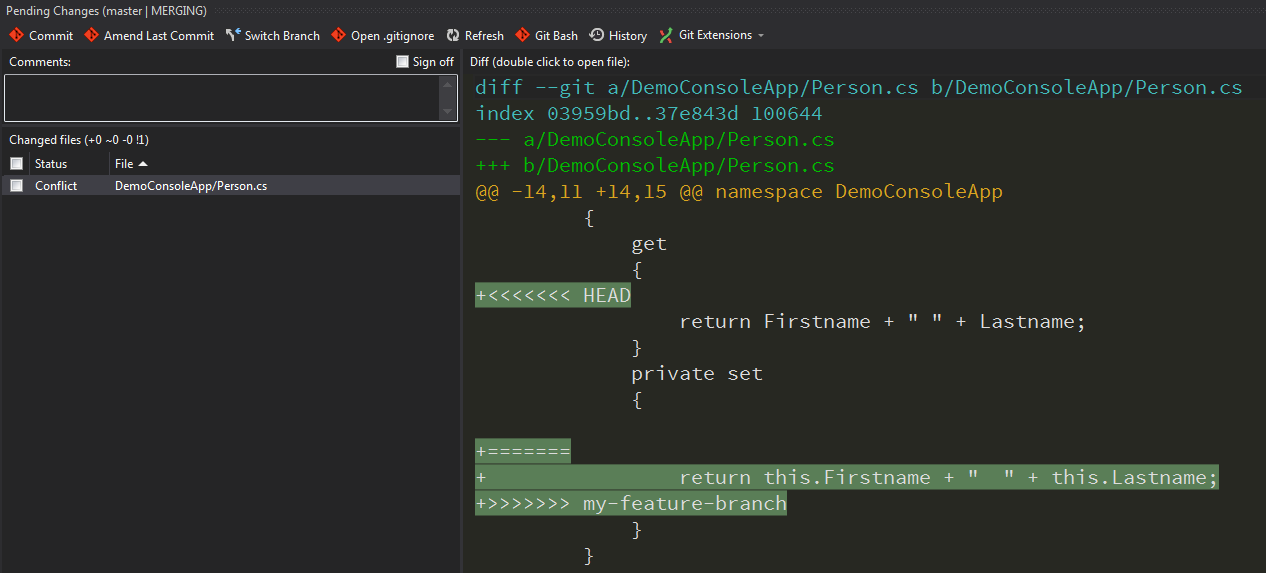 Pending Changes (master | MERGING)
Commit Amend Last Commit Switch Branch Open .gitignore Refresh Git Bash History Git Extensions
Comments: Sign off
Changed files (+0 ~0 -0 !1)
Status File
Conflict DemoConsoleApp/Person.cs
Diff (double click to open file):
diff --git a/DemoConsoleApp/Person.cs b/DemoConsoleApp/Person.cs
index 03959bd..37e843d 100644
--- a/DemoConsoleApp/Person.cs
+++ b/DemoConsoleApp/Person.cs
@@ -14,11 +14,15 @@ namespace DemoConsoleApp
         {
             get
             {
+<<<<<<< HEAD
                 return Firstname + " " + Lastname;
             }
             private set
             {
+=======
+                return this.Firstname + "  " + this.Lastname;
+>>>>>>> my-feature-branch
             }
         }